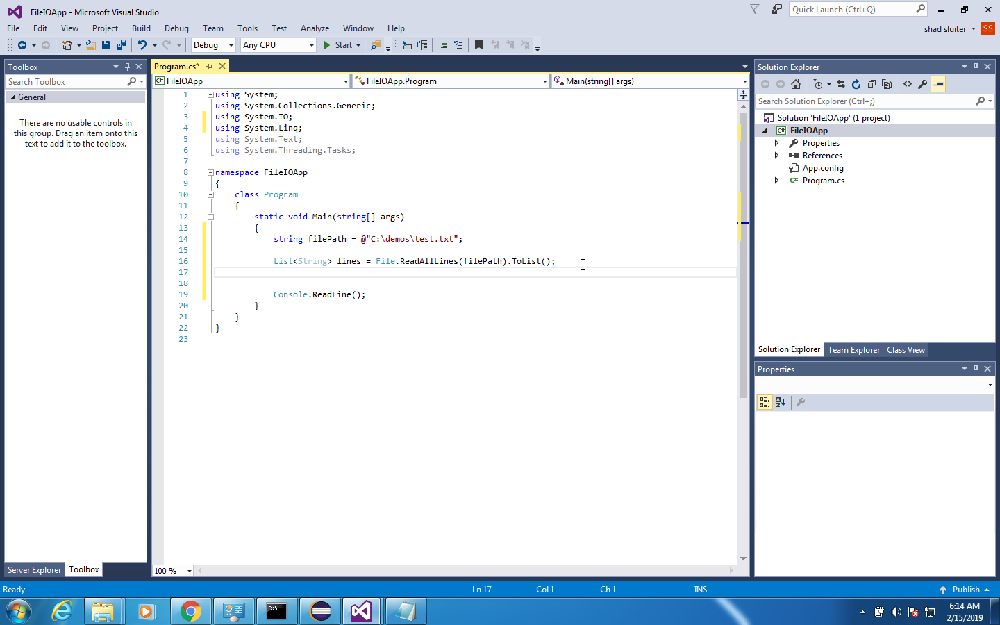 FileIOApp - Microsoft Visual Studio
Quick Launch (Ctrl+Q)
File Edit View Project Build Debug Team Tools Test Analyze Window Help
shad sluiter
SS
Debug Any CPU Start
Toolbox
Search Toolbox
General
There are no usable controls in
this group. Drag an item onto this
text to add it to the toolbox.
Server Explorer Toolbox
Program.cs*
C# FileIOApp FileIOApp.Program Main(string[] args)
1 using System;
2 using System.Collections.Generic;
3 using System.IO;
4 using System.Linq;
5 using System.Text;
6 using System.Threading.Tasks;
7
8 namespace FileIOApp
9 {
10 class Program
11 {
12 static void Main(string[] args)
13 {
14 string filePath = @"C:\demos\test.txt";
15
16 List<String> lines = File.ReadAllLines(filePath).ToList();
17
18
19 Console.ReadLine();
20 }
21 }
22 }
23
100 %
Solution Explorer
Search Solution Explorer (Ctrl+;)
Solution 'FileIOApp' (1 project)
C# FileIOApp
Properties
References
App.config
C# Program.cs
Solution Explorer Team Explorer Class View
Properties
Ready Ln 17 Col 1 Ch 1 INS Publish
6:14 AM
2/15/2019